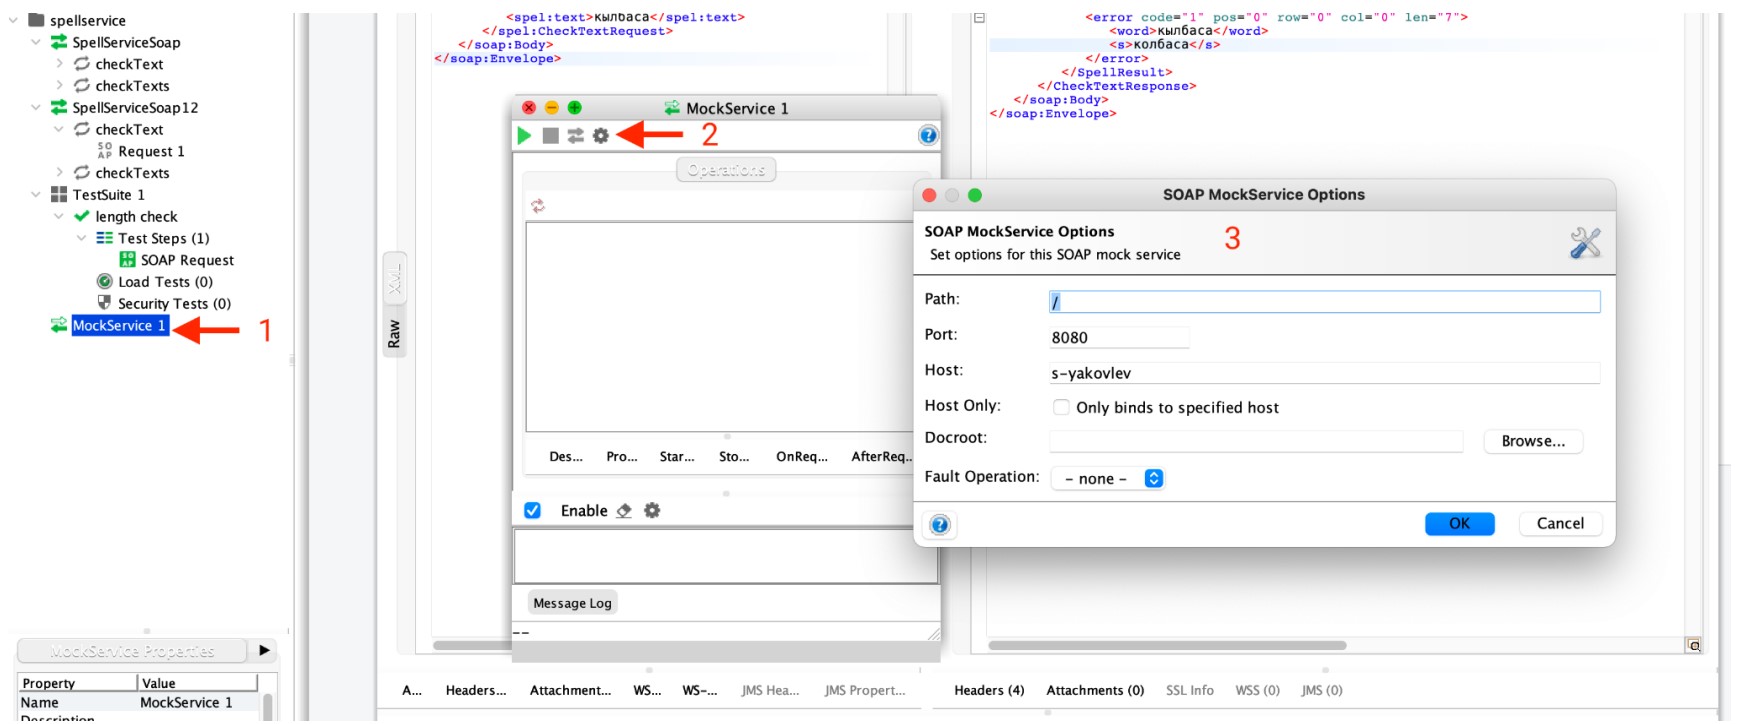 spellservice
SpellServiceSoap
checkText
checkTexts
SpellServiceSoap12
checkText
SOAP Request 1
checkTexts
TestSuite 1
length check
Test Steps (1)
SOAP SOAP Request
Load Tests (0)
Security Tests (0)
MockService 1
1
MockService Properties
Property Value
Name MockService 1
Description
XML
Raw
<spel:text>кылбаса</spel:text>
</spel:CheckTextRequest>
</soap:Body>
</soap:Envelope>
MockService 1
2
Operations
Des... Pro... Star... Sto... OnReq... AfterReq..
Enable
Message Log
--
A... Headers... Attachment... WS... WS-... JMS Hea... JMS Propert...
<error code="1" pos="0" row="0" col="0" len="7">
<word>кылбаса</word>
<s>колбаса</s>
</error>
</SpellResult>
</CheckTextResponse>
</soap:Body>
</soap:Envelope>
SOAP MockService Options
SOAP MockService Options
3
Set options for this SOAP mock service
Path: /
Port: 8080
Host: s-yakovlev
Host Only: Only binds to specified host
Docroot: Browse...
Fault Operation: - none -
OK Cancel
Headers (4) Attachments (0) SSL Info WSS (0) JMS (0)